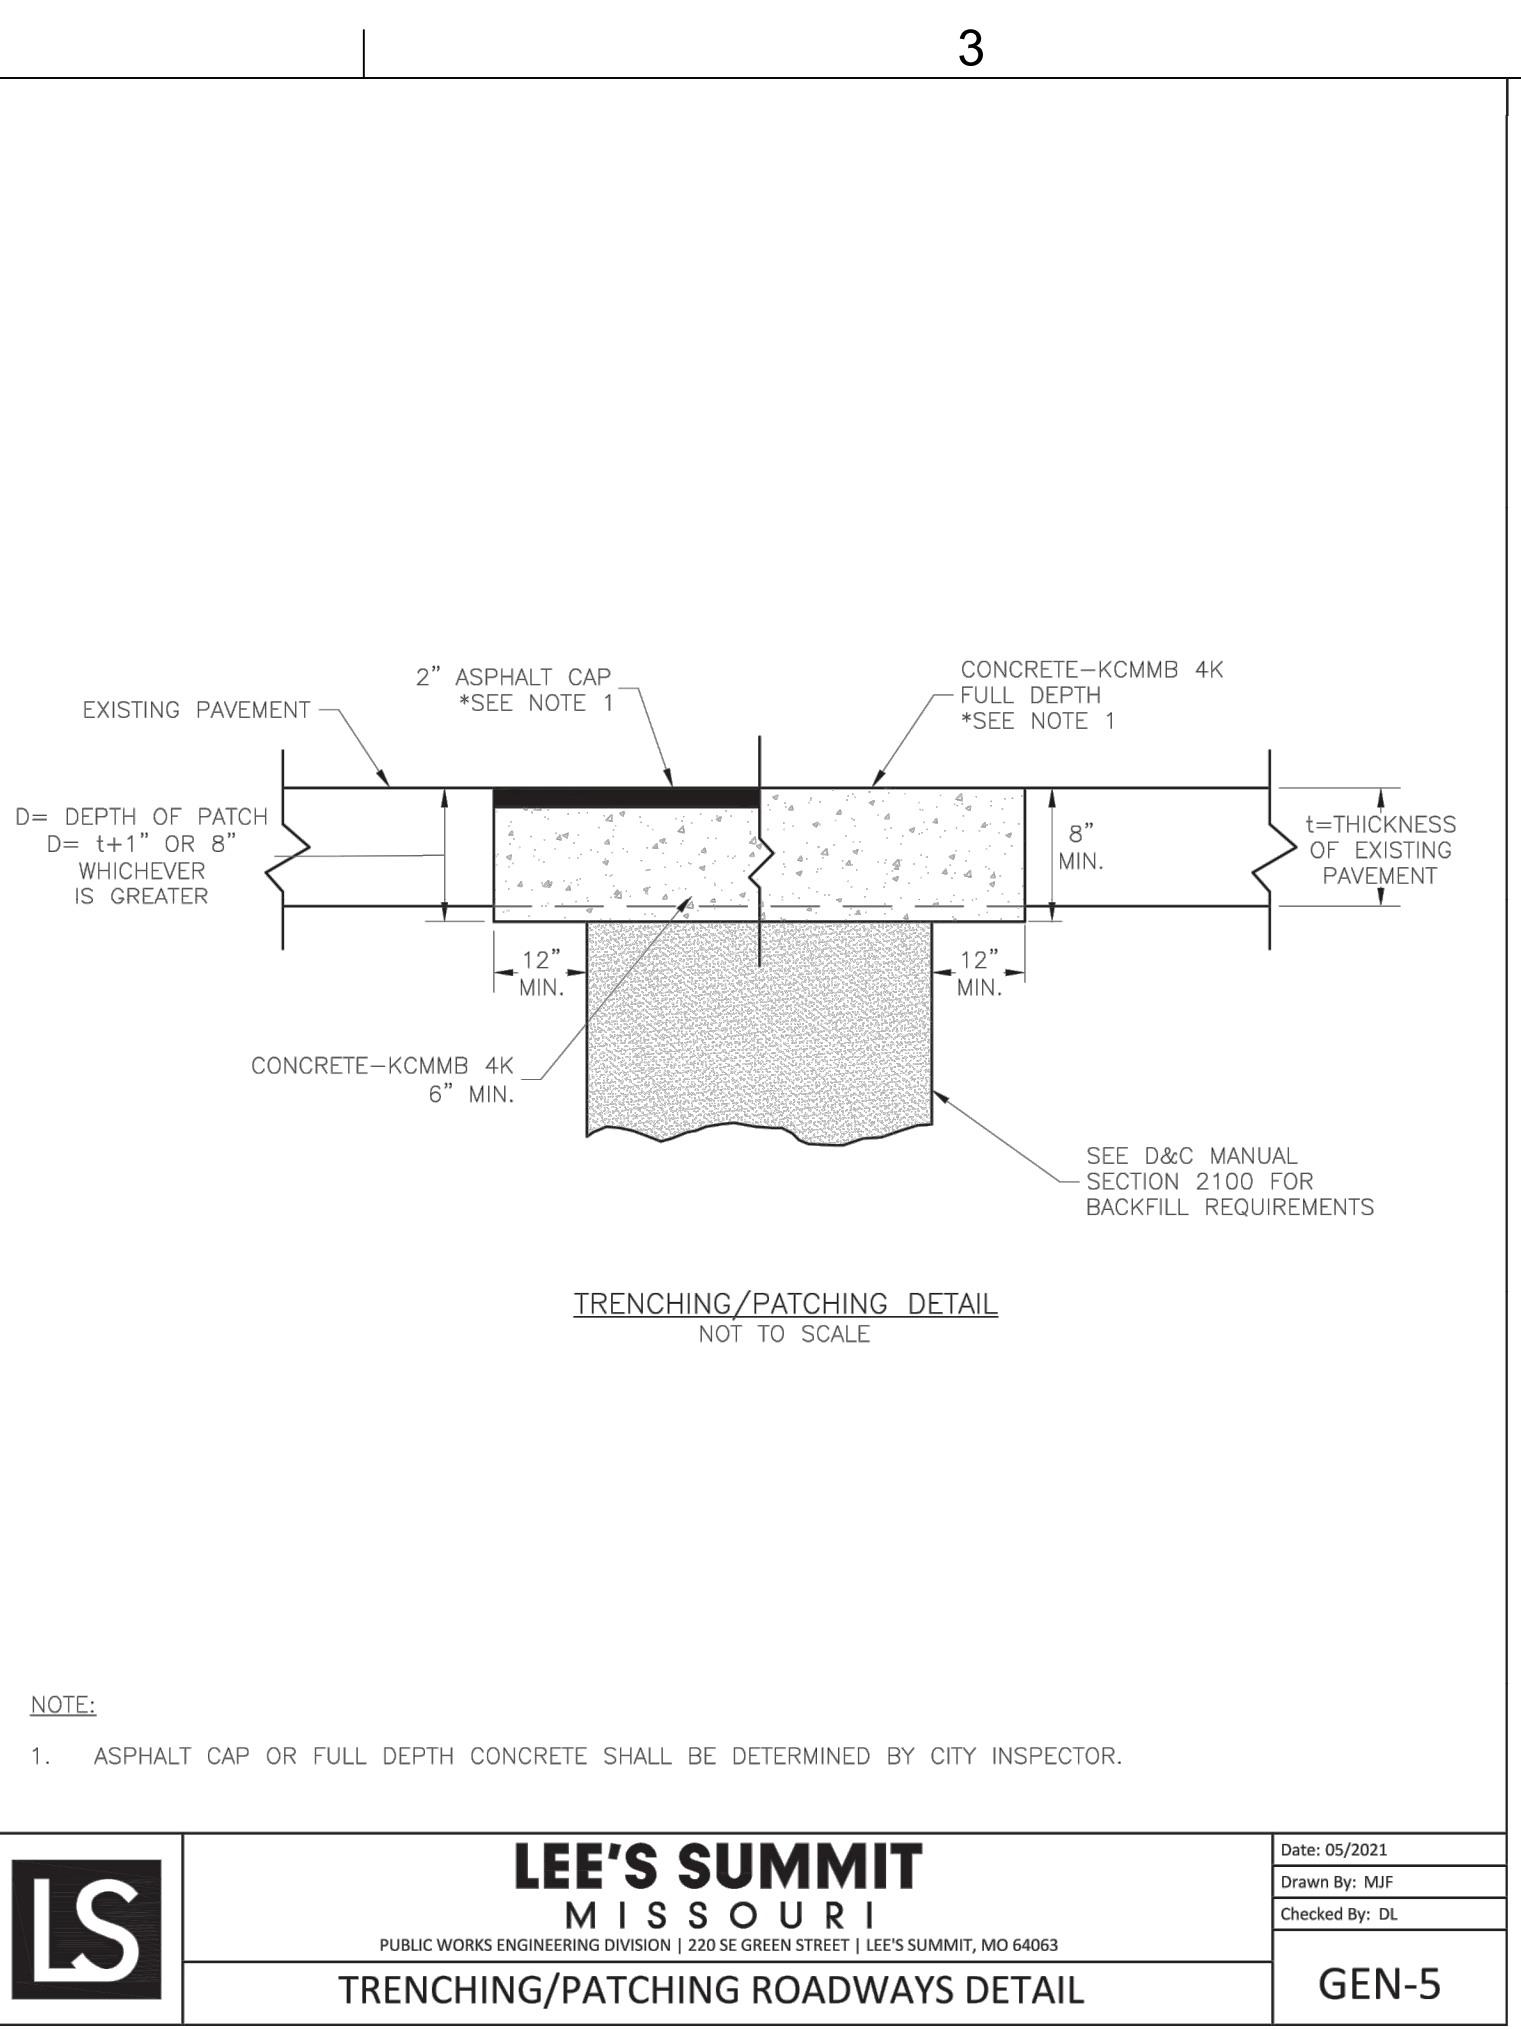 3
2" ASPHALT CAP
*SEE NOTE 1
CONCRETE-KCMMB 4K
FULL DEPTH
*SEE NOTE 1
EXISTING PAVEMENT
D= DEPTH OF PATCH
D= t+1" OR 8"
WHICHEVER
IS GREATER
8"
MIN.
t=THICKNESS
OF EXISTING
PAVEMENT
12"
MIN.
12"
MIN.
CONCRETE-KCMMB 4K
6" MIN.
SEE D&C MANUAL
SECTION 2100 FOR
BACKFILL REQUIREMENTS
TRENCHING/PATCHING DETAIL
NOT TO SCALE
NOTE:
1. ASPHALT CAP OR FULL DEPTH CONCRETE SHALL BE DETERMINED BY CITY INSPECTOR.
LS
LEE'S SUMMIT
MISSOURI
PUBLIC WORKS ENGINEERING DIVISION | 220 SE GREEN STREET | LEE'S SUMMIT, MO 64063
TRENCHING/PATCHING ROADWAYS DETAIL
Date: 05/2021
Drawn By: MJF
Checked By: DL
GEN-5